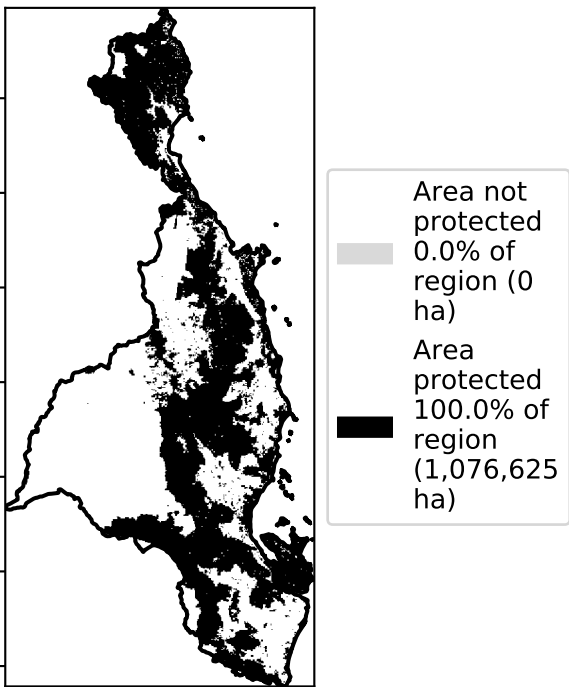 Area not
protected
0.0% of
region (0
ha)
Area
protected
100.0% of
region
(1,076,625
ha)